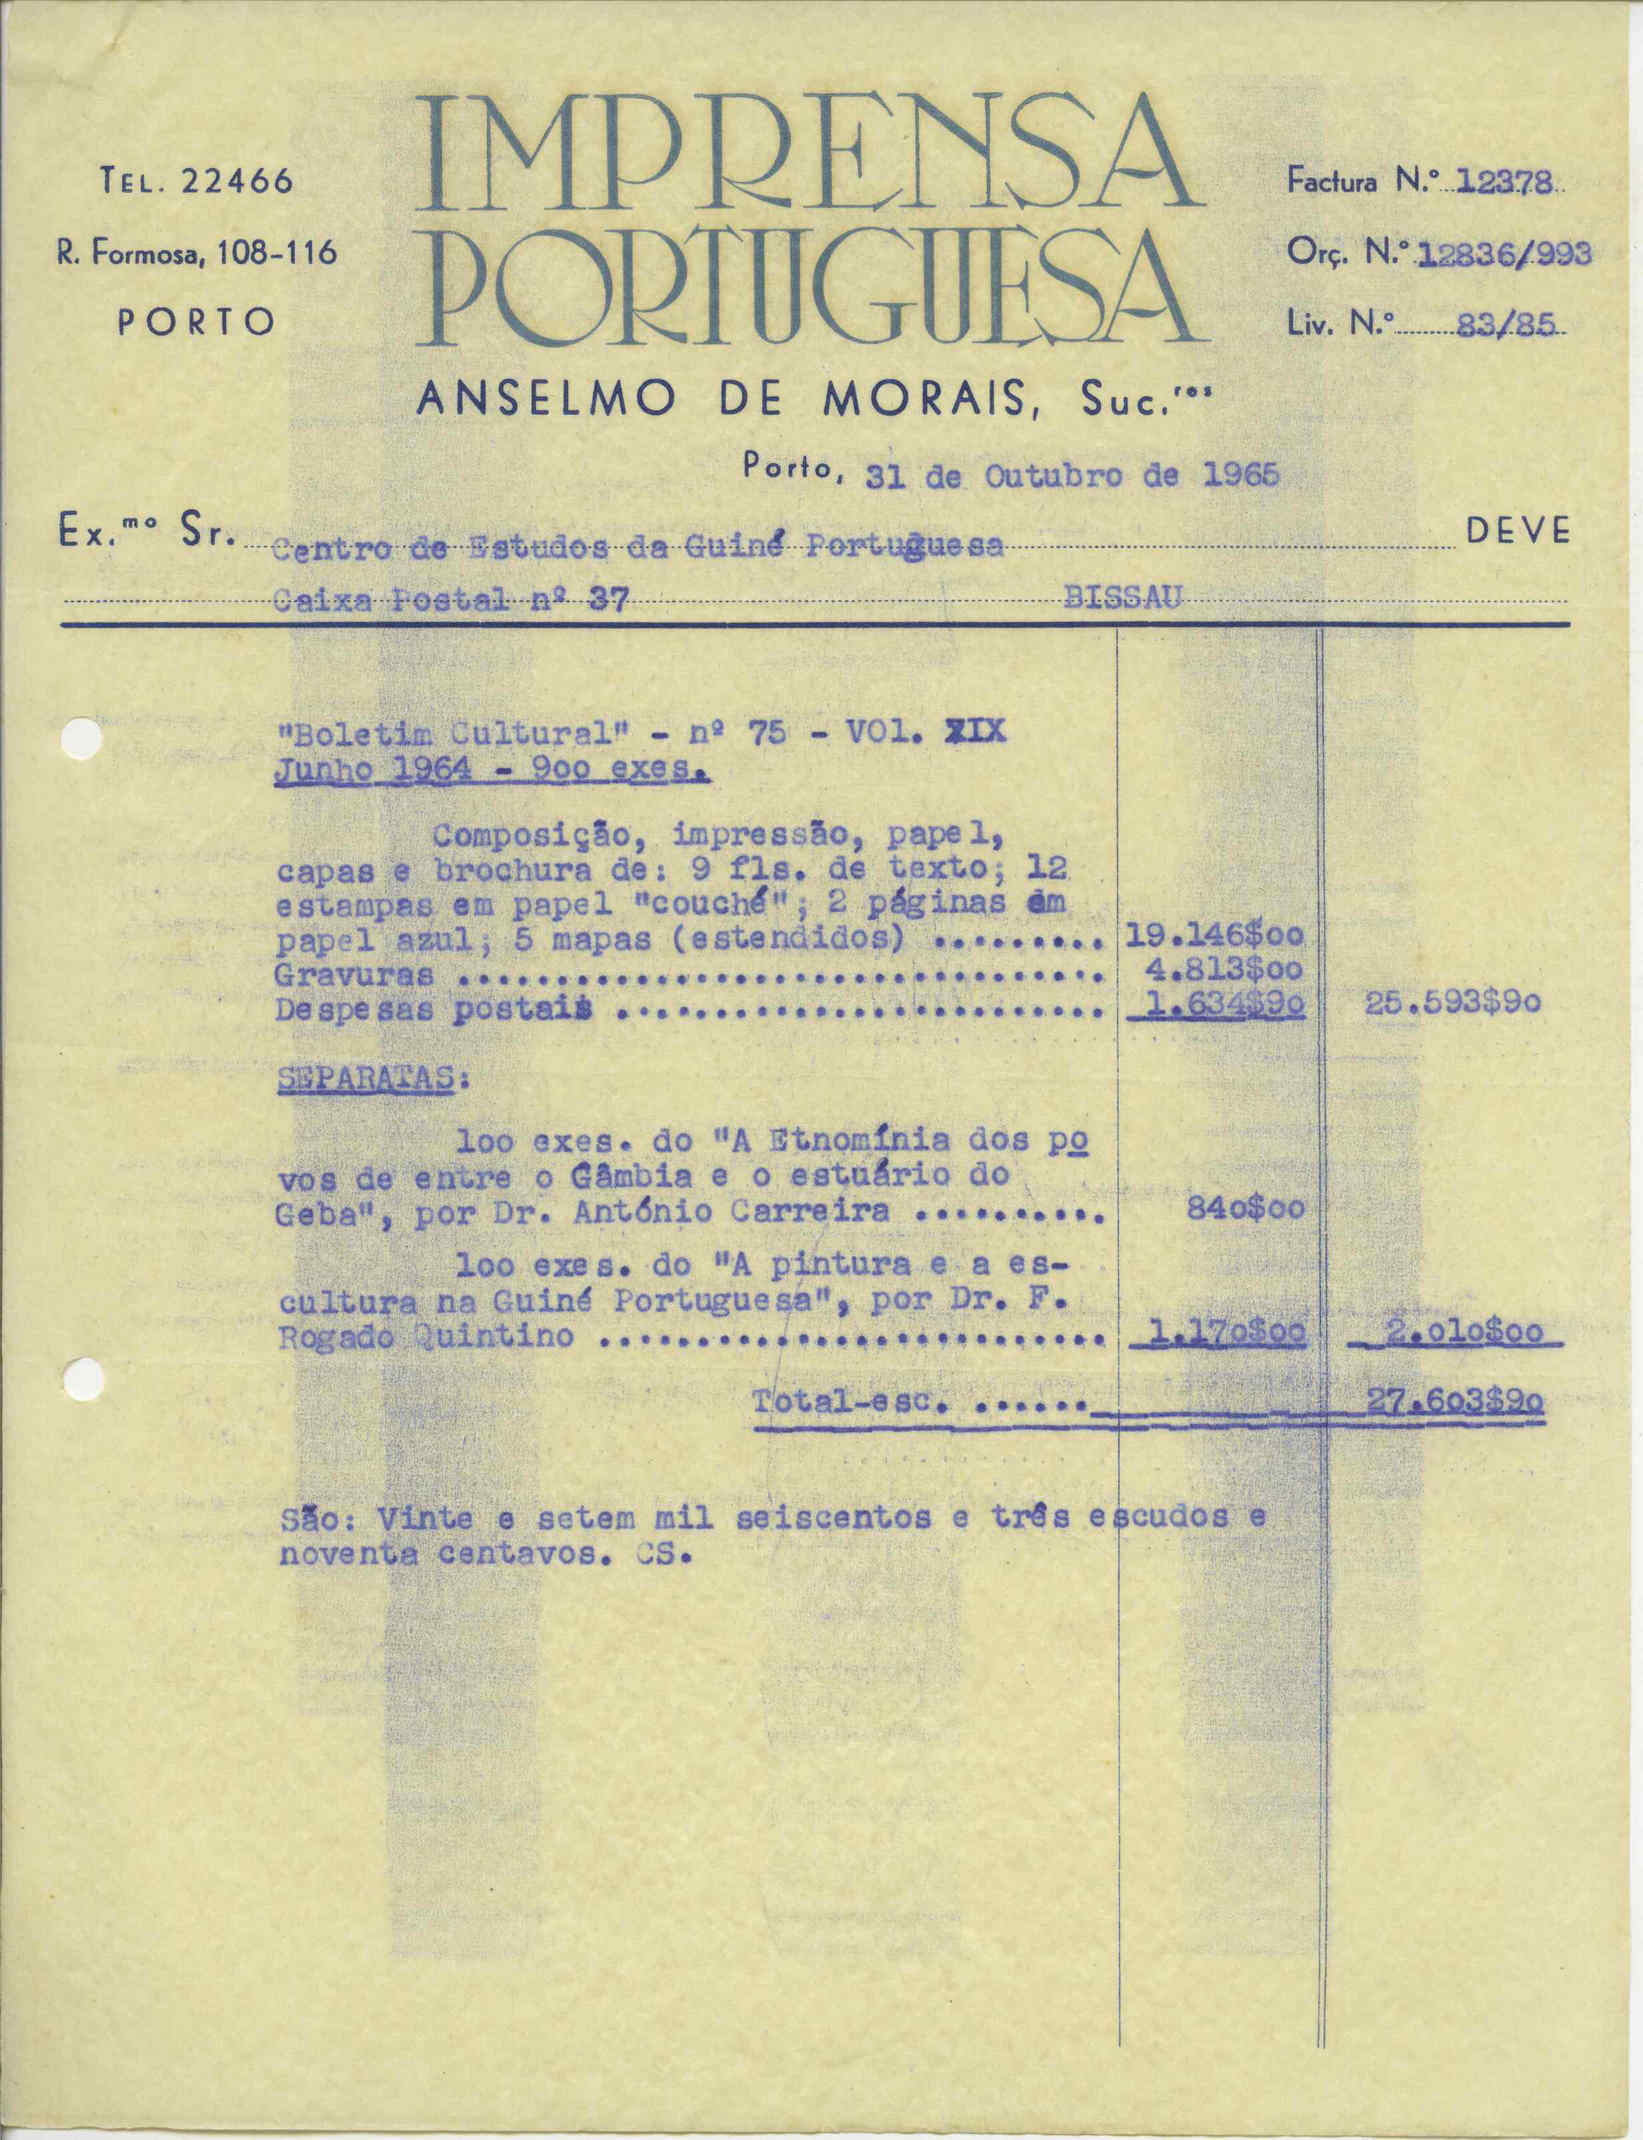 IMPRENSA
PORTUGUESA
ANSELMO DE MORAIS, Suc.res
TEL. 22466
R. Formosa, 108-116
PORTO
Factura N.º 12378
Orç. N.º 12836/993
Liv. N.º 83/85
Porto, 31 de Outubro de 1965
Ex.mo Sr. Centro de Estudos da Guiné Portuguesa DEVE
Caixa Postal nº 37 BISSAU
"Boletim Cultural" - nº 75 - VOl. XIX
Junho 1964 - 9oo exes.
Composição, impressão, papel,
capas e brochura de: 9 fls. de texto; 12
estampas em papel "couché"; 2 páginas em
papel azul; 5 mapas (estendidos) ......... 19.146$oo
Gravuras ................................. 4.813$oo
Despesas postais ......................... 1.634$9o 25.593$9o
SEPARATAS:
loo exes. do "A Etnomínia dos po
vos de entre o Gâmbia e o estuário do
Geba", por Dr. António Carreira .......... 84o$oo
loo exes. do "A pintura e a es-
cultura na Guiné Portuguesa", por Dr. F.
Rogado Quintino .......................... 1.17o$oo 2.olo$oo
Total-esc. ...... 27.6o3$9o
São: Vinte e setem mil seiscentos e três escudos e
noventa centavos. CS.